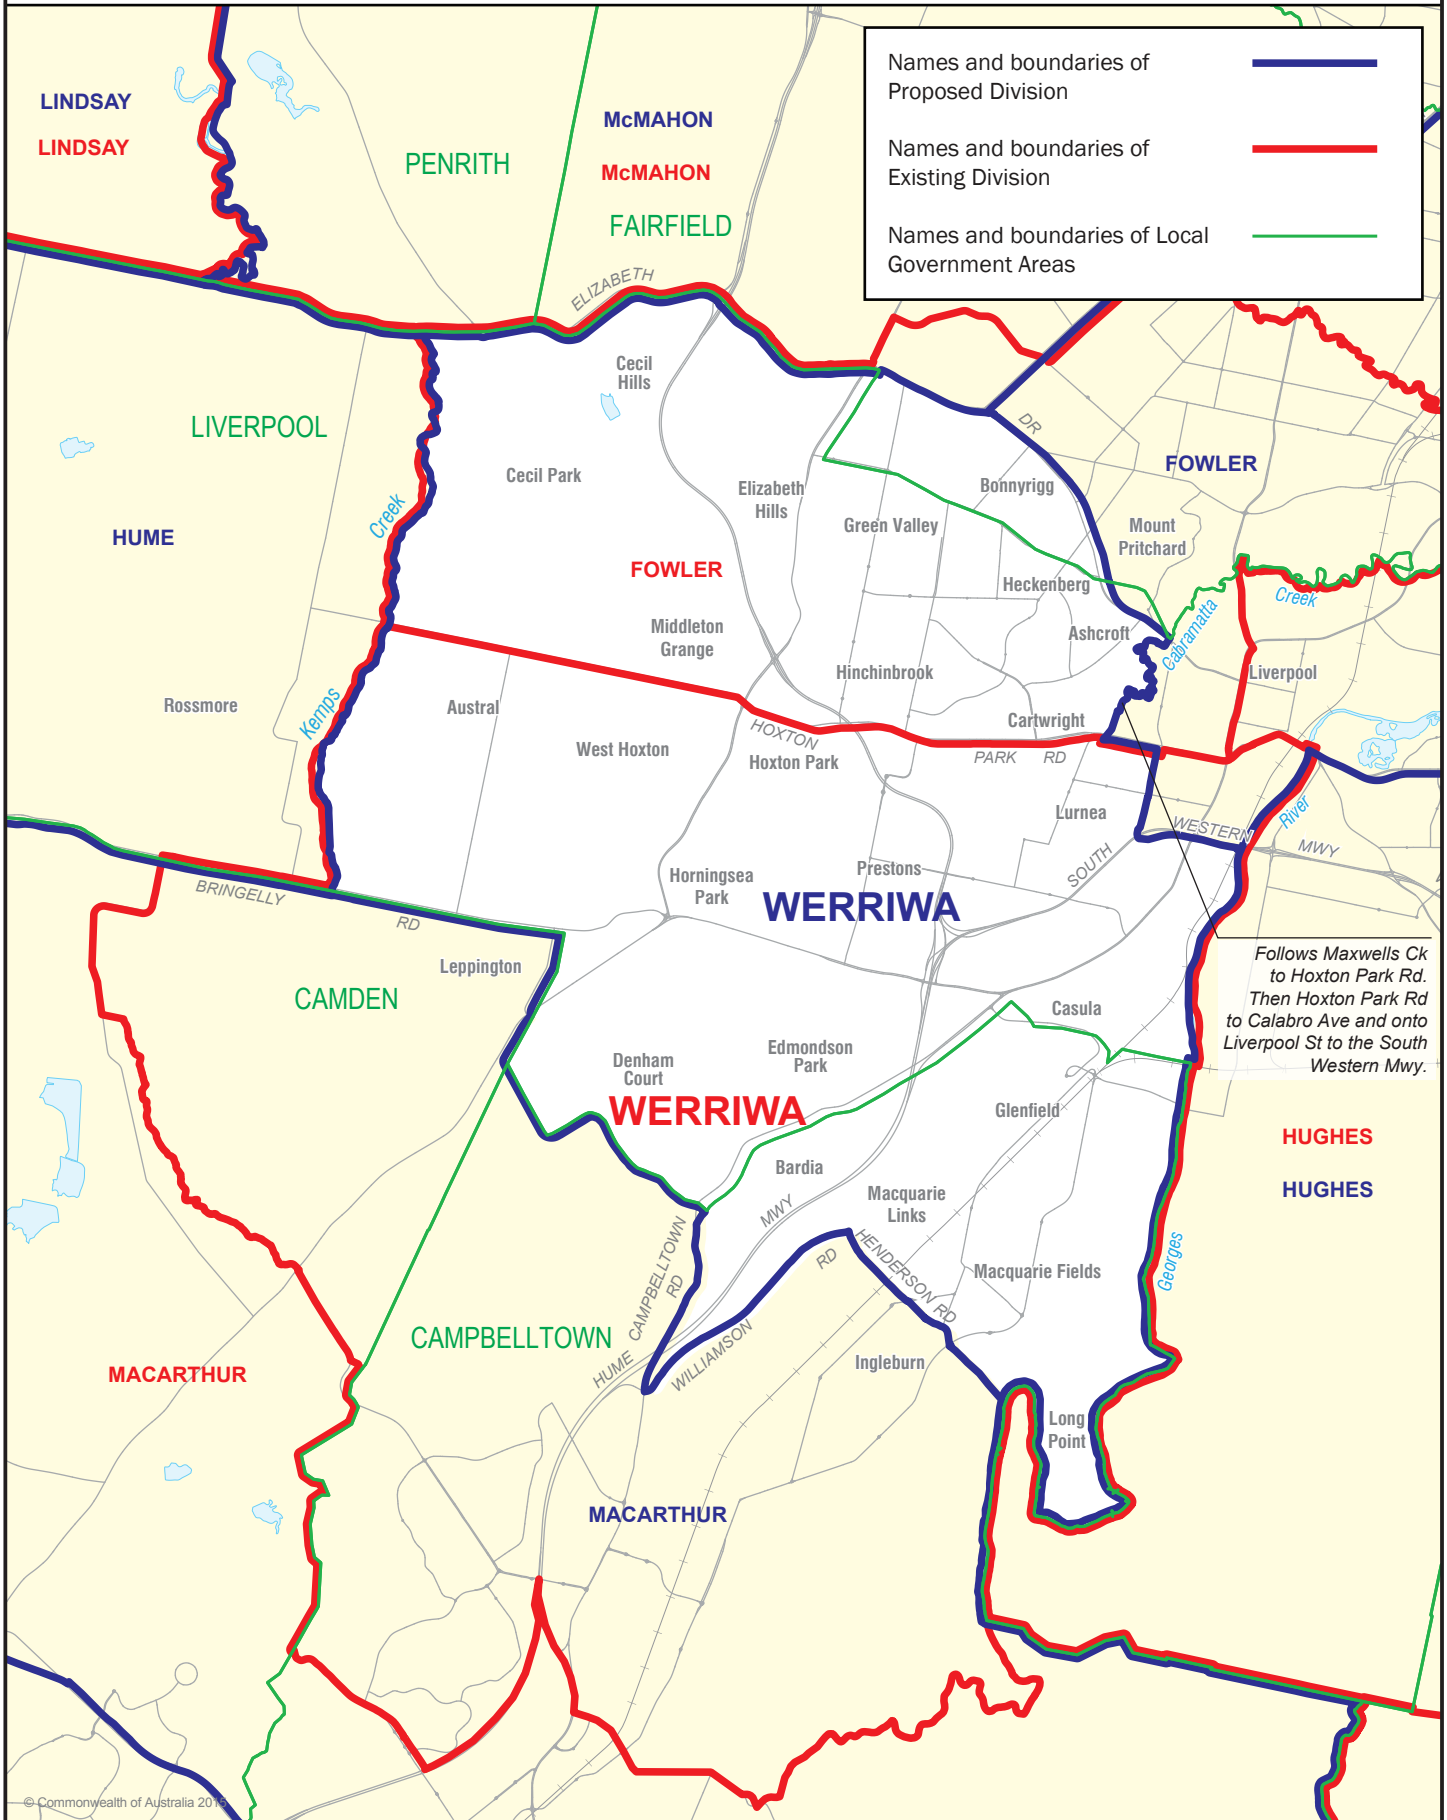 Names and boundaries of
Proposed Division
Names and boundaries of
Existing Division
Names and boundaries of Local
Government Areas
LINDSAY
LINDSAY
PENRITH
McMAHON
McMAHON
FAIRFIELD
ELIZABETH
DR
Cecil
Hills
LIVERPOOL
Cecil Park
Creek
HUME
Elizabeth
Hills
Bonnyrigg
FOWLER
Green Valley
Mount
Pritchard
FOWLER
Heckenberg
Creek
Middleton
Grange
Ashcroft
Cabramatta
Hinchinbrook
Liverpool
Rossmore
Kemps
Austral
West Hoxton
HOXTON
Hoxton Park
Cartwright
PARK RD
Lurnea
WESTERN
MWY
River
SOUTH
Horningsea
Park
Prestons
WERRIWA
BRINGELLY
RD
Leppington
CAMDEN
Follows Maxwells Ck
to Hoxton Park Rd.
Then Hoxton Park Rd
to Calabro Ave and onto
Liverpool St to the South
Western Mwy.
Casula
Denham
Court
Edmondson
Park
WERRIWA
Glenfield
HUGHES
HUGHES
Bardia
Macquarie
Links
MWY
CAMPBELLTOWN
RD
RD
HENDERSON RD
Macquarie Fields
Georges
CAMPBELLTOWN
HUME
WILLIAMSON
Ingleburn
MACARTHUR
Long
Point
MACARTHUR
© Commonwealth of Australia